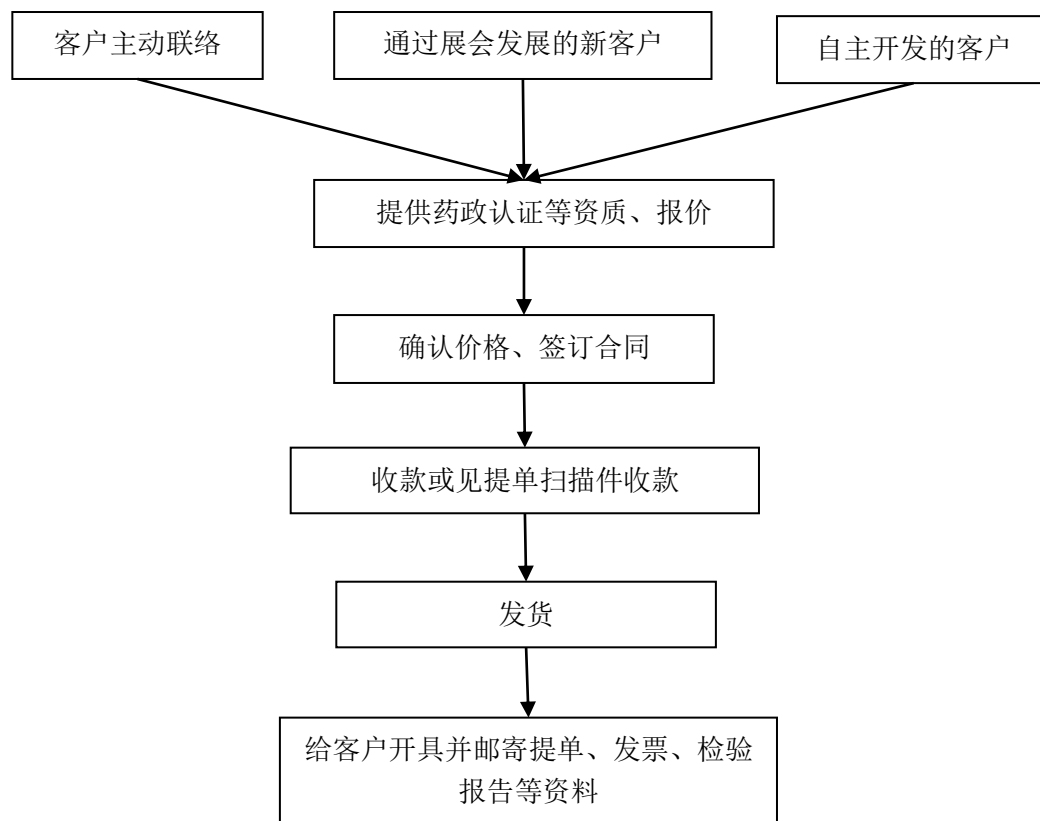 客户主动联络
通过展会发展的新客户
自主开发的客户
提供药政认证等资质、报价
确认价格、签订合同
收款或见提单扫描件收款
发货
给客户开具并邮寄提单、发票、检验
报告等资料